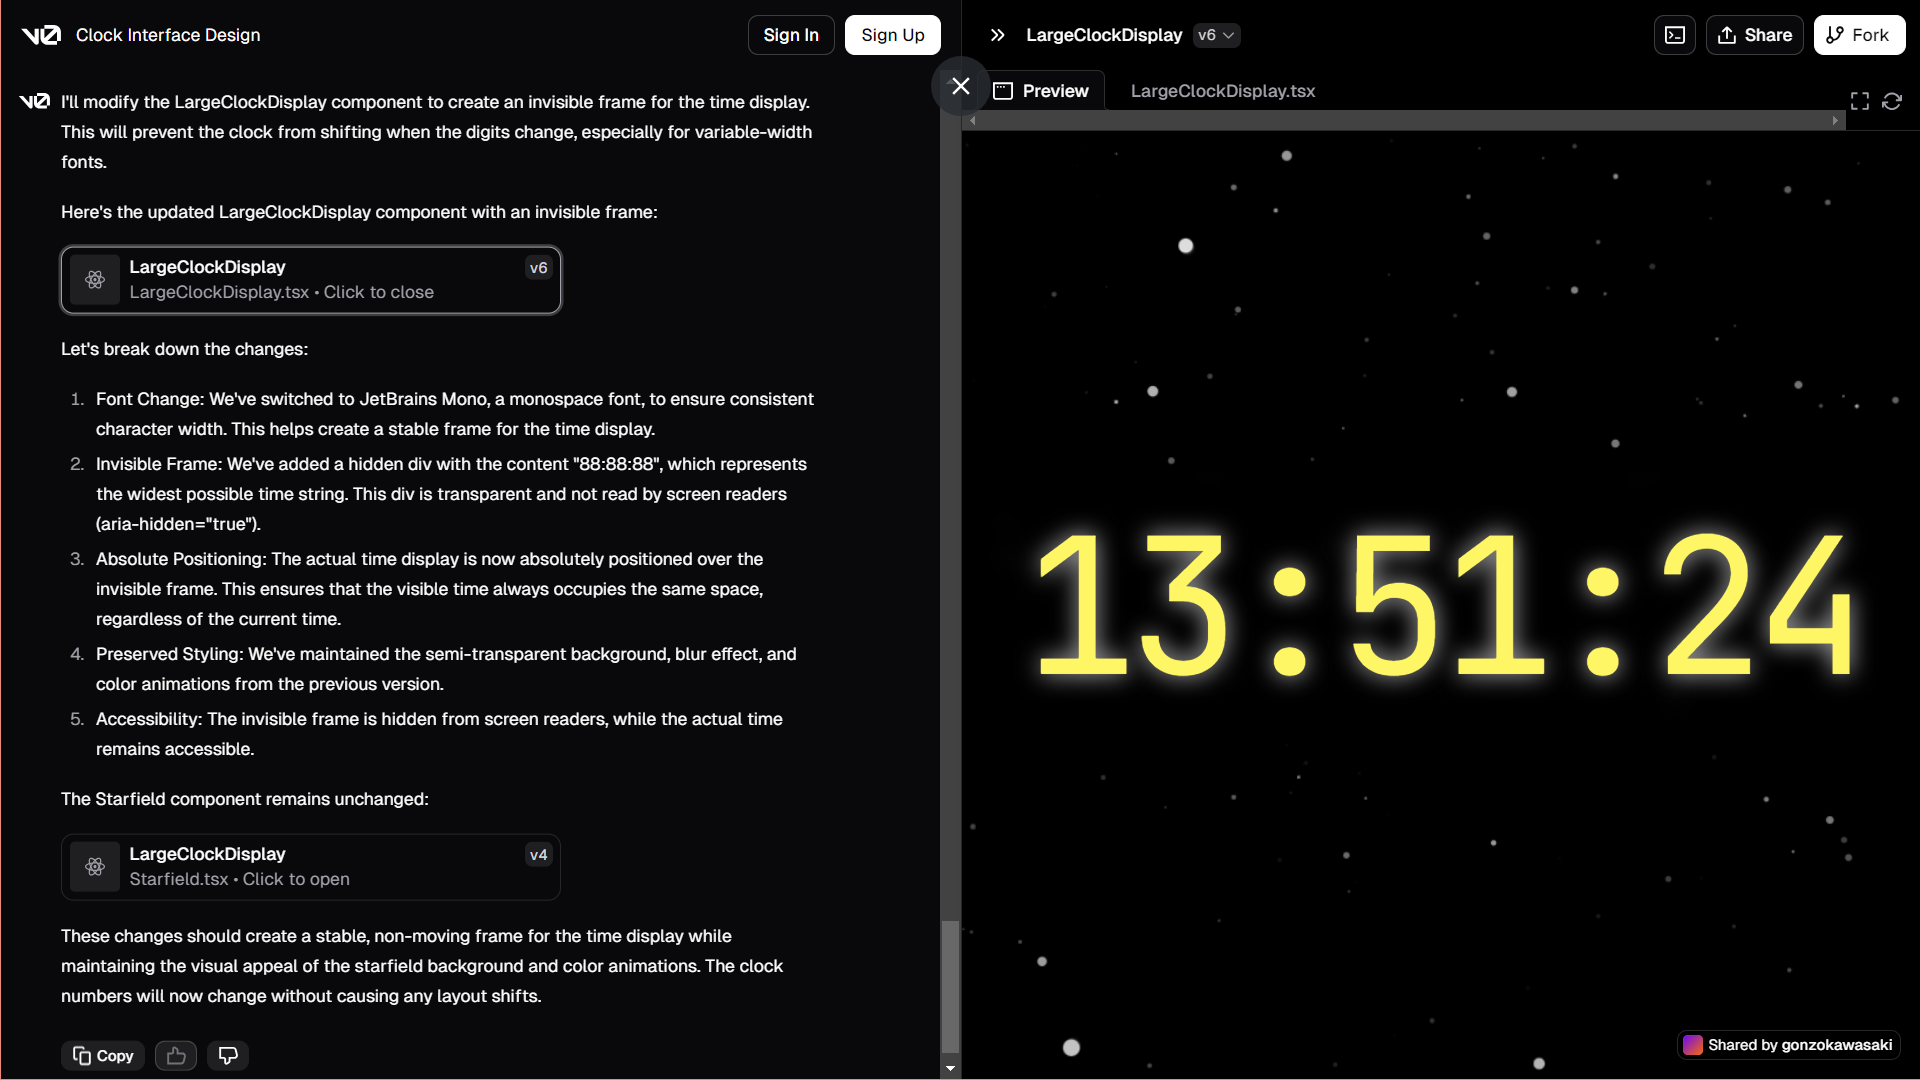 v0 Clock Interface Design
Sign In
Sign Up
LargeClockDisplay v6
Share
Fork
Preview
LargeClockDisplay.tsx
v0 I'll modify the LargeClockDisplay component to create an invisible frame for the time display.
This will prevent the clock from shifting when the digits change, especially for variable-width
fonts.
Here's the updated LargeClockDisplay component with an invisible frame:
LargeClockDisplay v6
LargeClockDisplay.tsx • Click to close
Let's break down the changes:
1. Font Change: We've switched to JetBrains Mono, a monospace font, to ensure consistent
character width. This helps create a stable frame for the time display.
2. Invisible Frame: We've added a hidden div with the content "88:88:88", which represents
the widest possible time string. This div is transparent and not read by screen readers
(aria-hidden="true").
3. Absolute Positioning: The actual time display is now absolutely positioned over the
invisible frame. This ensures that the visible time always occupies the same space,
regardless of the current time.
4. Preserved Styling: We've maintained the semi-transparent background, blur effect, and
color animations from the previous version.
5. Accessibility: The invisible frame is hidden from screen readers, while the actual time
remains accessible.
The Starfield component remains unchanged:
LargeClockDisplay v4
Starfield.tsx • Click to open
These changes should create a stable, non-moving frame for the time display while
maintaining the visual appeal of the starfield background and color animations. The clock
numbers will now change without causing any layout shifts.
Copy
13:51:24
Shared by gonzokawasaki